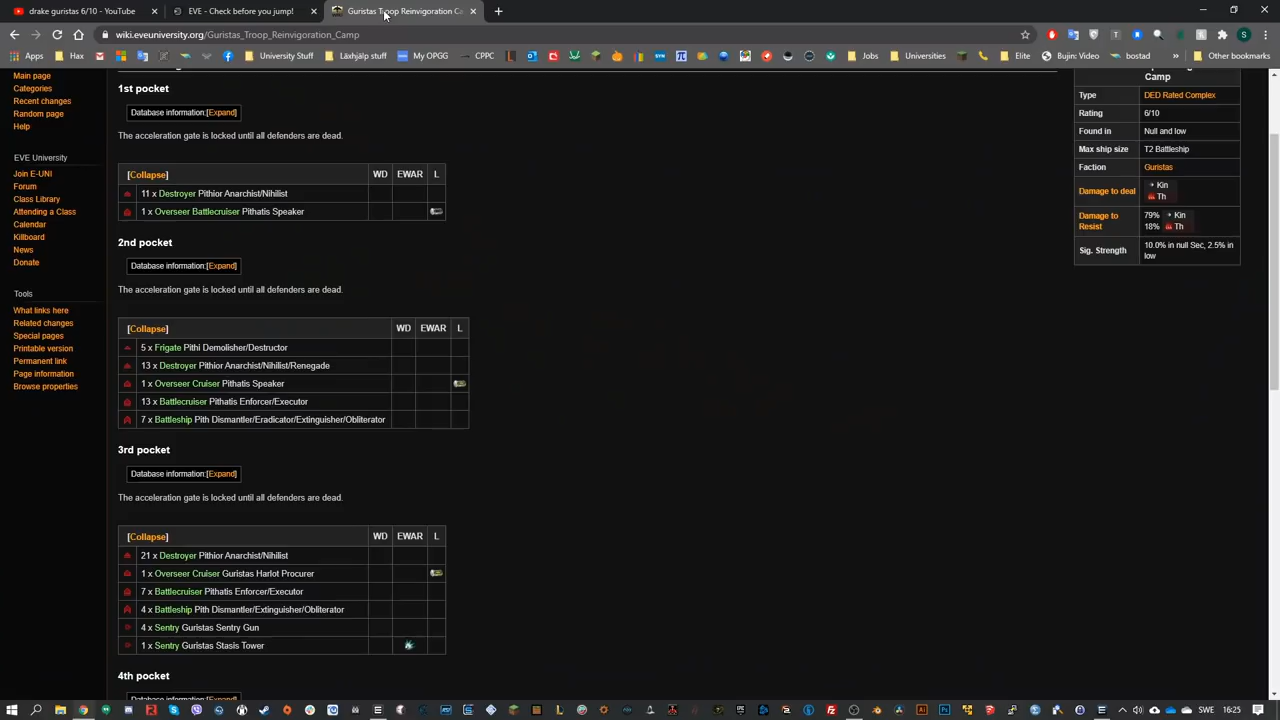 drake guristas 6/10 - YouTube
EVE - Check before you jump!
Guristas Troop Reinvigoration Ca
wiki.eveuniversity.org/Guristas_Troop_Reinvigoration_Camp
Apps
Hax
University Stuff
Läxhjälp stuff
My OPGG
CPPC
Jobs
Universities
Bujin: Video
bostad
Other bookmarks
Main page
Categories
Recent changes
Random page
Help
EVE University
Join E-UNI
Forum
Class Library
Attending a Class
Calendar
Killboard
News
Donate
Tools
What links here
Related changes
Special pages
Printable version
Permanent link
Page information
Browse properties
1st pocket
Database information:[Expand]
The acceleration gate is locked until all defenders are dead.
[Collapse] WD EWAR L
11 x Destroyer Pithior Anarchist/Nihilist
1 x Overseer Battlecruiser Pithatis Speaker
2nd pocket
Database information:[Expand]
The acceleration gate is locked until all defenders are dead.
[Collapse] WD EWAR L
5 x Frigate Pithi Demolisher/Destructor
13 x Destroyer Pithior Anarchist/Nihilist/Renegade
1 x Overseer Cruiser Pithatis Speaker
13 x Battlecruiser Pithatis Enforcer/Executor
7 x Battleship Pith Dismantler/Eradicator/Extinguisher/Obliterator
3rd pocket
Database information:[Expand]
The acceleration gate is locked until all defenders are dead.
[Collapse] WD EWAR L
21 x Destroyer Pithior Anarchist/Nihilist
1 x Overseer Cruiser Guristas Harlot Procurer
7 x Battlecruiser Pithatis Enforcer/Executor
4 x Battleship Pith Dismantler/Extinguisher/Obliterator
4 x Sentry Guristas Sentry Gun
1 x Sentry Guristas Stasis Tower
4th pocket
Camp
Type DED Rated Complex
Rating 6/10
Found in Null and low
Max ship size T2 Battleship
Faction Guristas
Damage to deal Kin
Th
Damage to 79% Kin
Resist 18% Th
Sig. Strength 10.0% in null Sec, 2.5% in
low
SWE 16:25